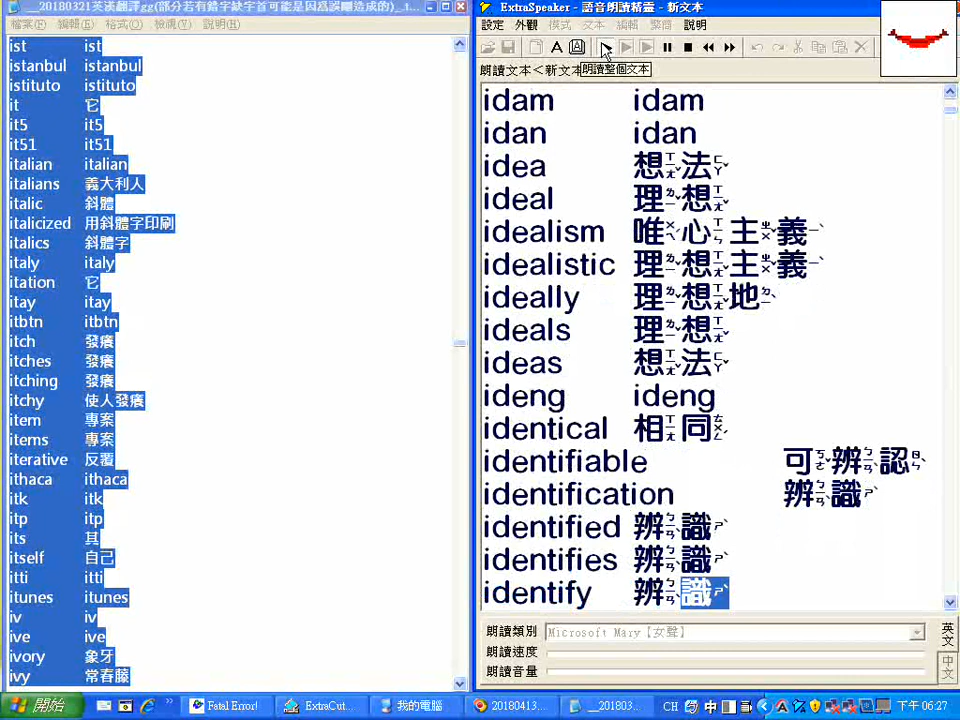 __20180321英漢翻譯gg(部分若有錯字缺字首可能是因為誤刪造成的)_.t...
檔案(F) 編輯(E) 格式(O) 檢視(V) 說明(H)
ist ist
istanbul istanbul
istituto istituto
it 它
it5 it5
it51 it51
italian italian
italians 義大利人
italic 斜體
italicized 用斜體字印刷
italics 斜體字
italy italy
itation 它
itay itay
itbtn itbtn
itch 發癢
itches 發癢
itching 發癢
itchy 使人發癢
item 專案
items 專案
iterative 反覆
ithaca ithaca
itk itk
itp itp
its 其
itself 自己
itti itti
itunes itunes
iv iv
ive ive
ivory 象牙
ivy 常春藤
ExtraSpeaker - 語音朗讀精靈 - 新文本
設定 外觀 模式 文本 編輯 說明
朗讀文本<新文本
朗讀整個文本
idam idam
idan idan
idea 想法
ideal 理想
idealism 唯心主義
idealistic 理想主義
ideally 理想地
ideals 理想
ideas 想法
ideng ideng
identical 相同
identifiable 可辨認
identification 辨識
identified 辨識
identifies 辨識
identify 辨識
朗讀類別 Microsoft Mary【女聲】
朗讀速度
朗讀音量
英文
中文
開始 Fatal Error! ExtraCut... 我的電腦 20180413... __201803... CH 中 下午 06:27